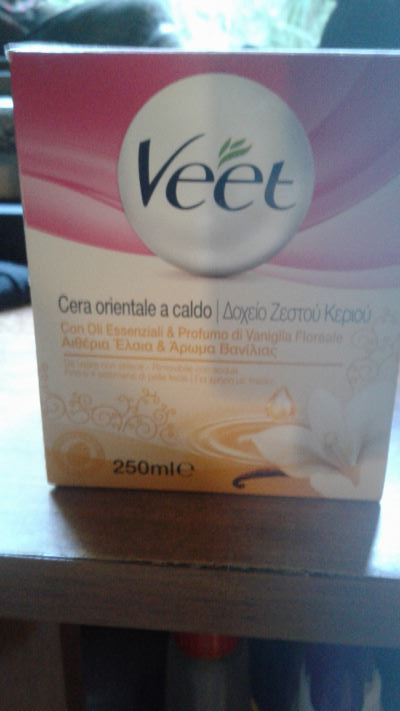 Veet
Cera orientale a caldo | Δοχείο Ζεστού Κεριού
Con Oli Essenziali & Profumo di Vaniglia Floreale
Αιθέρια Έλαια & Άρωμα Βανίλιας
250ml℮